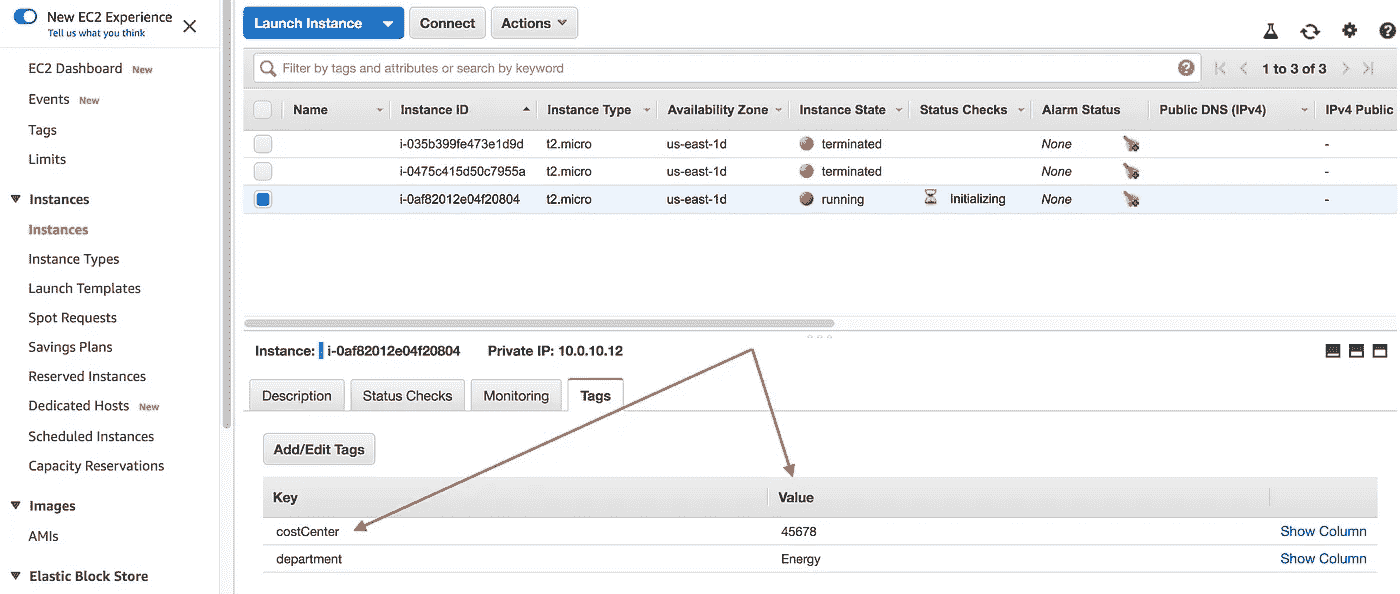 New EC2 Experience
Tell us what you think
EC2 Dashboard New
Events New
Tags
Limits
Instances
Instances
Instance Types
Launch Templates
Spot Requests
Savings Plans
Reserved Instances
Dedicated Hosts New
Scheduled Instances
Capacity Reservations
Images
AMIs
Elastic Block Store
Launch Instance Connect Actions
Filter by tags and attributes or search by keyword
1 to 3 of 3
Name Instance ID Instance Type Availability Zone Instance State Status Checks Alarm Status Public DNS (IPv4) IPv4 Public
i-035b399fe473e1d9d t2.micro us-east-1d terminated None -
i-0475c415d50c7955a t2.micro us-east-1d terminated None -
i-0af82012e04f20804 t2.micro us-east-1d running Initializing None -
Instance: i-0af82012e04f20804 Private IP: 10.0.10.12
Description Status Checks Monitoring Tags
Add/Edit Tags
Key Value
costCenter 45678 Show Column
department Energy Show Column